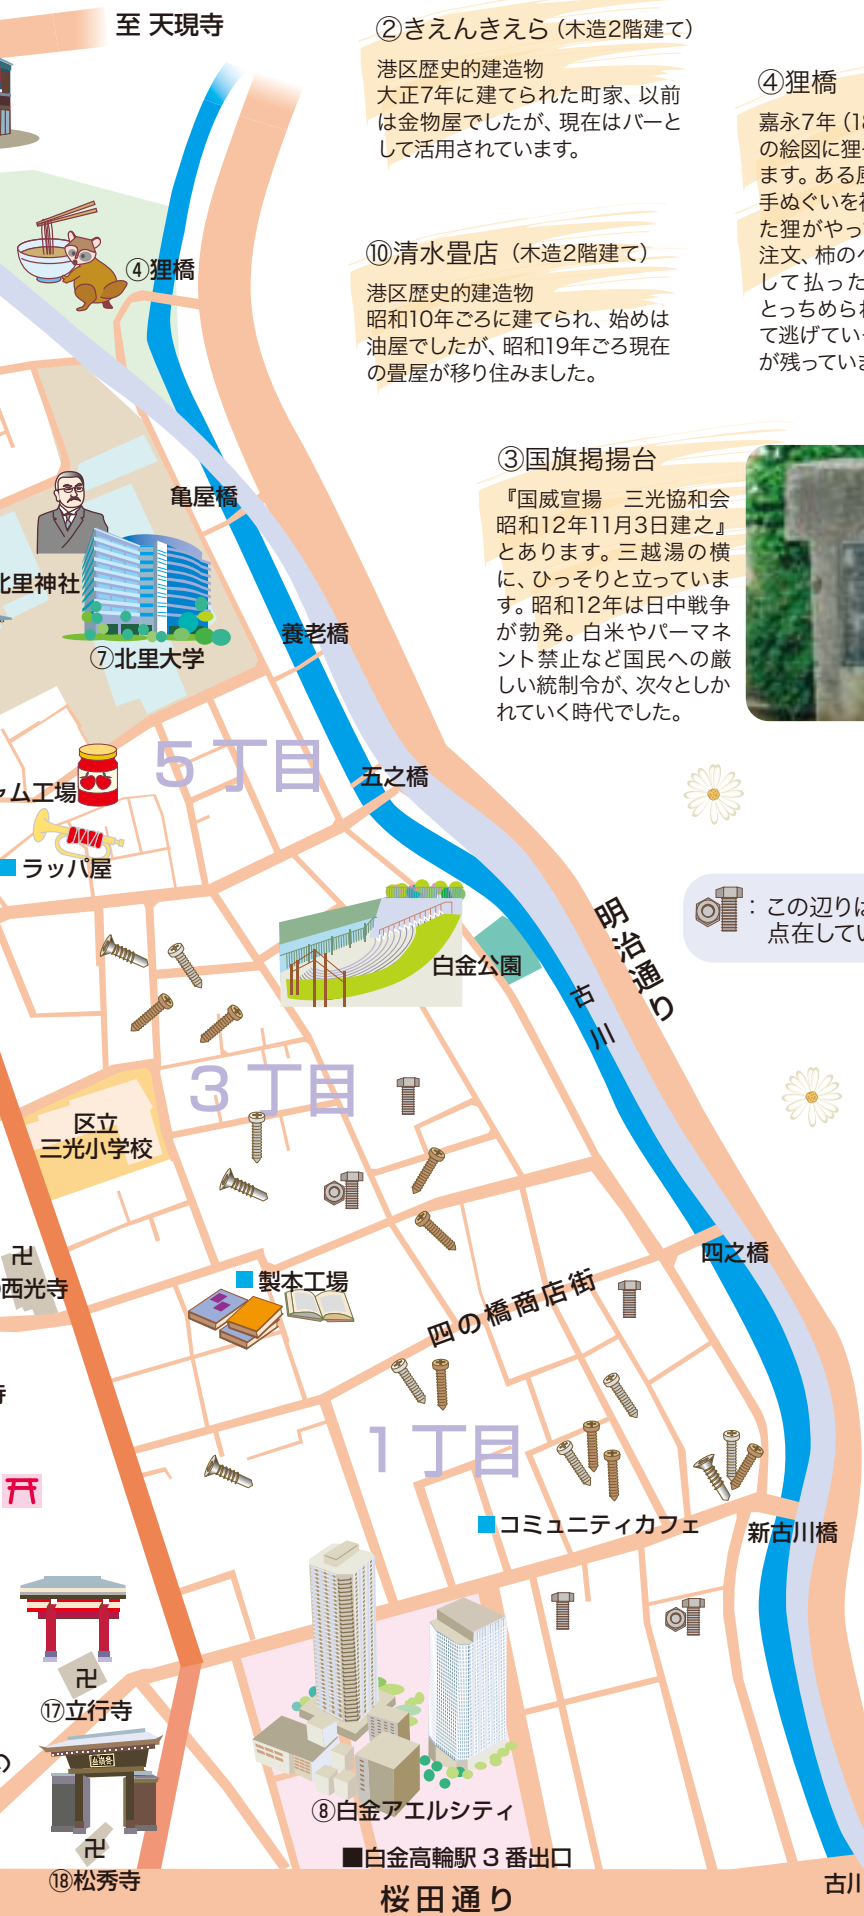 至 天現寺
②きえんきえら（木造2階建て）
港区歴史的建造物
大正7年に建てられた町家、以前
は金物屋でしたが、現在はバーと
して活用されています。
④狸橋
嘉永7年（18
の絵図に狸
ます。ある
手ぬぐいを
た狸がやっ
注文、柿の
して払った
とっちめられ
て逃げてい
が残っていま
⑩清水畳店（木造2階建て）
港区歴史的建造物
昭和10年ごろに建てられ、始めは
油屋でしたが、昭和19年ごろ現在
の畳屋が移り住みました。
④狸橋
③国旗掲揚台
『国威宣揚　三光協和会
昭和12年11月3日建之』
とあります。三越湯の横
に、ひっそりと立っていま
す。昭和12年は日中戦争
が勃発。白米やパーマネ
ント禁止など国民への厳
しい統制令が、次々としか
れていく時代でした。
亀屋橋
北里神社
養老橋
⑦北里大学
5丁目
五之橋
ャム工場
■ラッパ屋
：この辺りは
点在してい
明治通り
白金公園
古川
3丁目
区立
三光小学校
卍
西光寺
四之橋
■製本工場
四の橋商店街
寺
1丁目
■コミュニティカフェ
新古川橋
卍
⑰立行寺
⑧白金アエルシティ
卍
⑱松秀寺
■白金高輪駅 3 番出口
桜田通り
古川